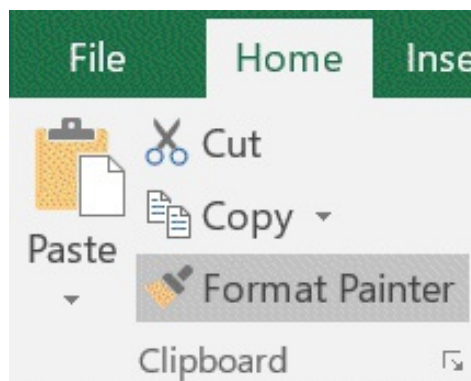 File Home Inse
Cut
Copy
Paste
Format Painter
Clipboard